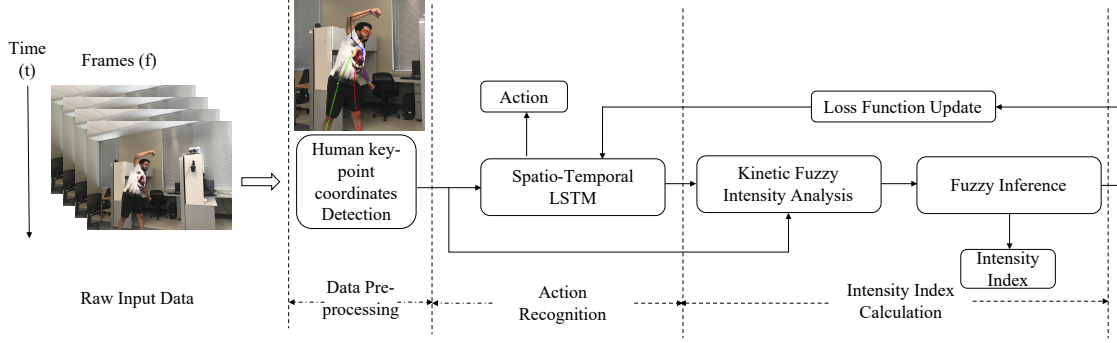 Time
(t)
Frames (f)
Raw Input Data
Human key-
point
coordinates
Detection
Data Pre-
processing
Action
Spatio-Temporal
LSTM
Action
Recognition
Loss Function Update
Kinetic Fuzzy
Intensity Analysis
Fuzzy Inference
Intensity
Index
Intensity Index
Calculation